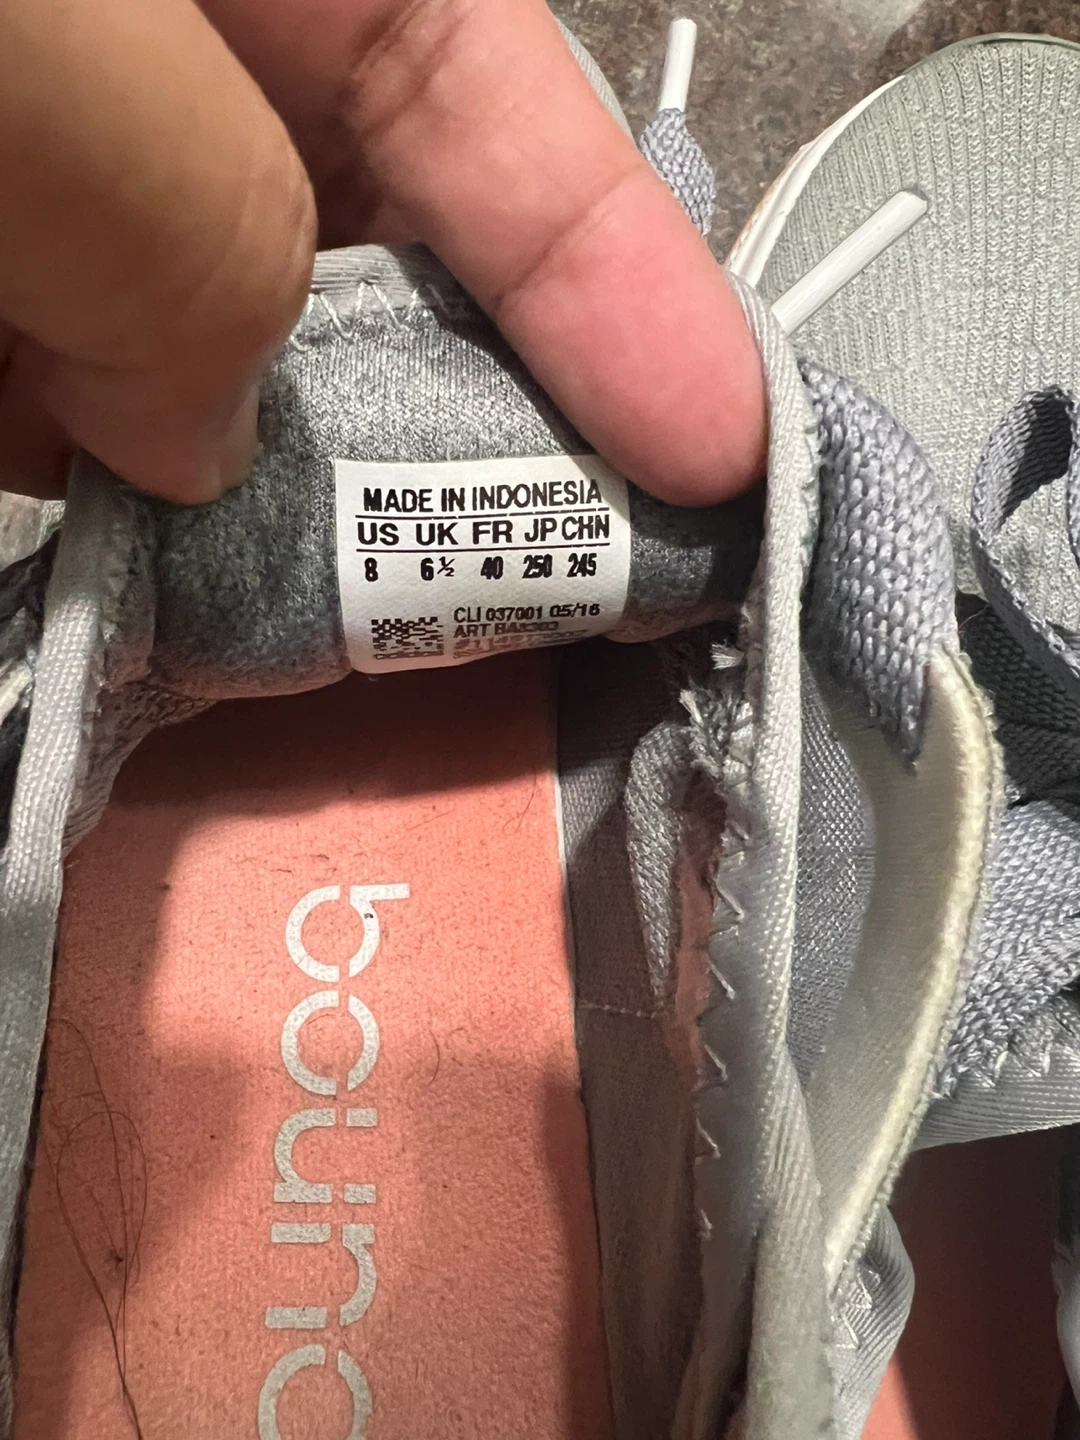 MADE IN INDONESIA
US UK FR JP CHN
8 6½ 40 250 245
CLI 037001 05/16
ART
bounc